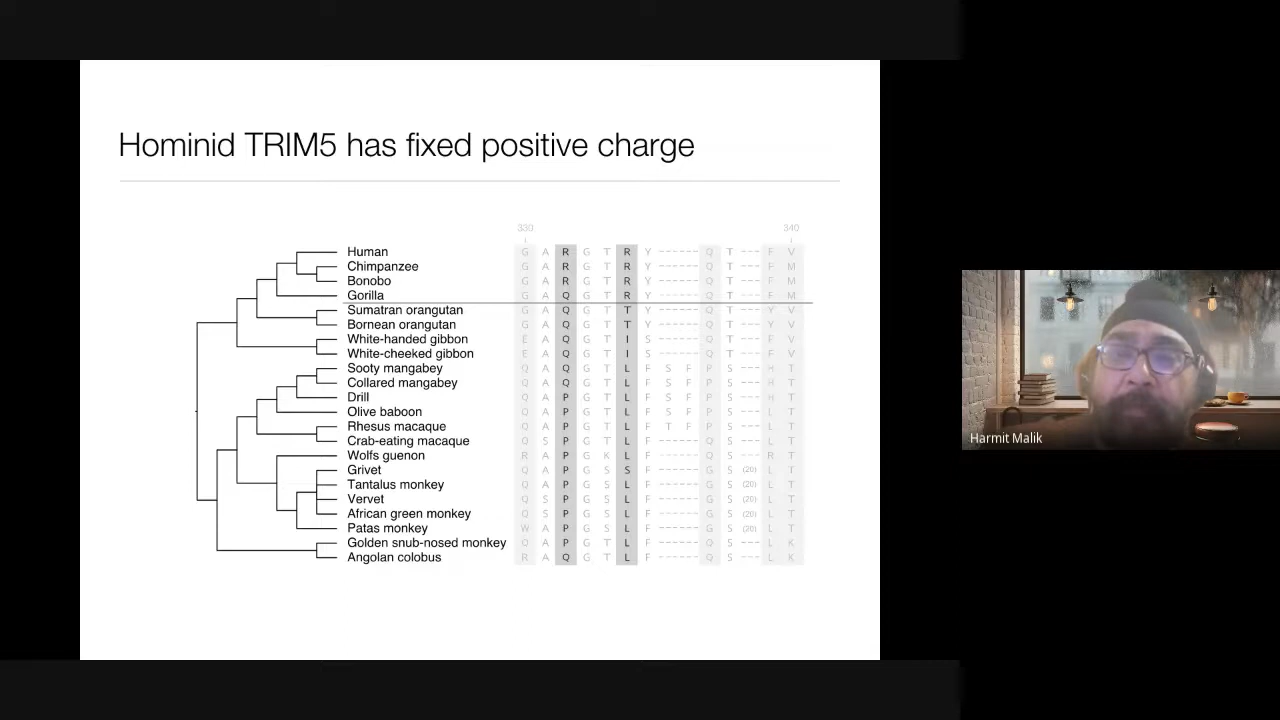 Hominid TRIM5 has fixed positive charge
330 340
Human G A R G T R Y ------ Q T --- F V
Chimpanzee G A R G T R Y ------ Q T --- F M
Bonobo G A R G T R Y ------ Q T --- F M
Gorilla G A Q G T R Y ------ Q T --- F M
Sumatran orangutan G A Q G T T Y ------ Q T --- Y V
Bornean orangutan G A Q G T T Y ------ Q T --- Y V
White-handed gibbon E A Q G T I S ------ Q T --- F V
White-cheeked gibbon E A Q G T I S ------ Q T --- F V
Sooty mangabey Q A Q G T L F S F P S --- H T
Collared mangabey Q A Q G T L F S F P S --- H T
Drill Q A P G T L F S F P S --- H T
Olive baboon Q A P G T L F S F P S --- L T
Rhesus macaque Q A P G T L F T F P S --- L T
Crab-eating macaque Q S P G T L F ------ Q S --- L T
Wolfs guenon R A P G K L F ------ Q S --- R T
Grivet Q A P G S S F ------ G S (20) L T
Tantalus monkey Q A P G S L F ------ G S (20) L T
Vervet Q S P G S L F ------ G S (20) L T
African green monkey Q S P G S L F ------ G S (20) L T
Patas monkey W A P G S L F ------ G S (20) L T
Golden snub-nosed monkey Q A P G T L F ------ Q S --- L K
Angolan colobus R A Q G T L F ------ Q S --- L K
Harmit Malik